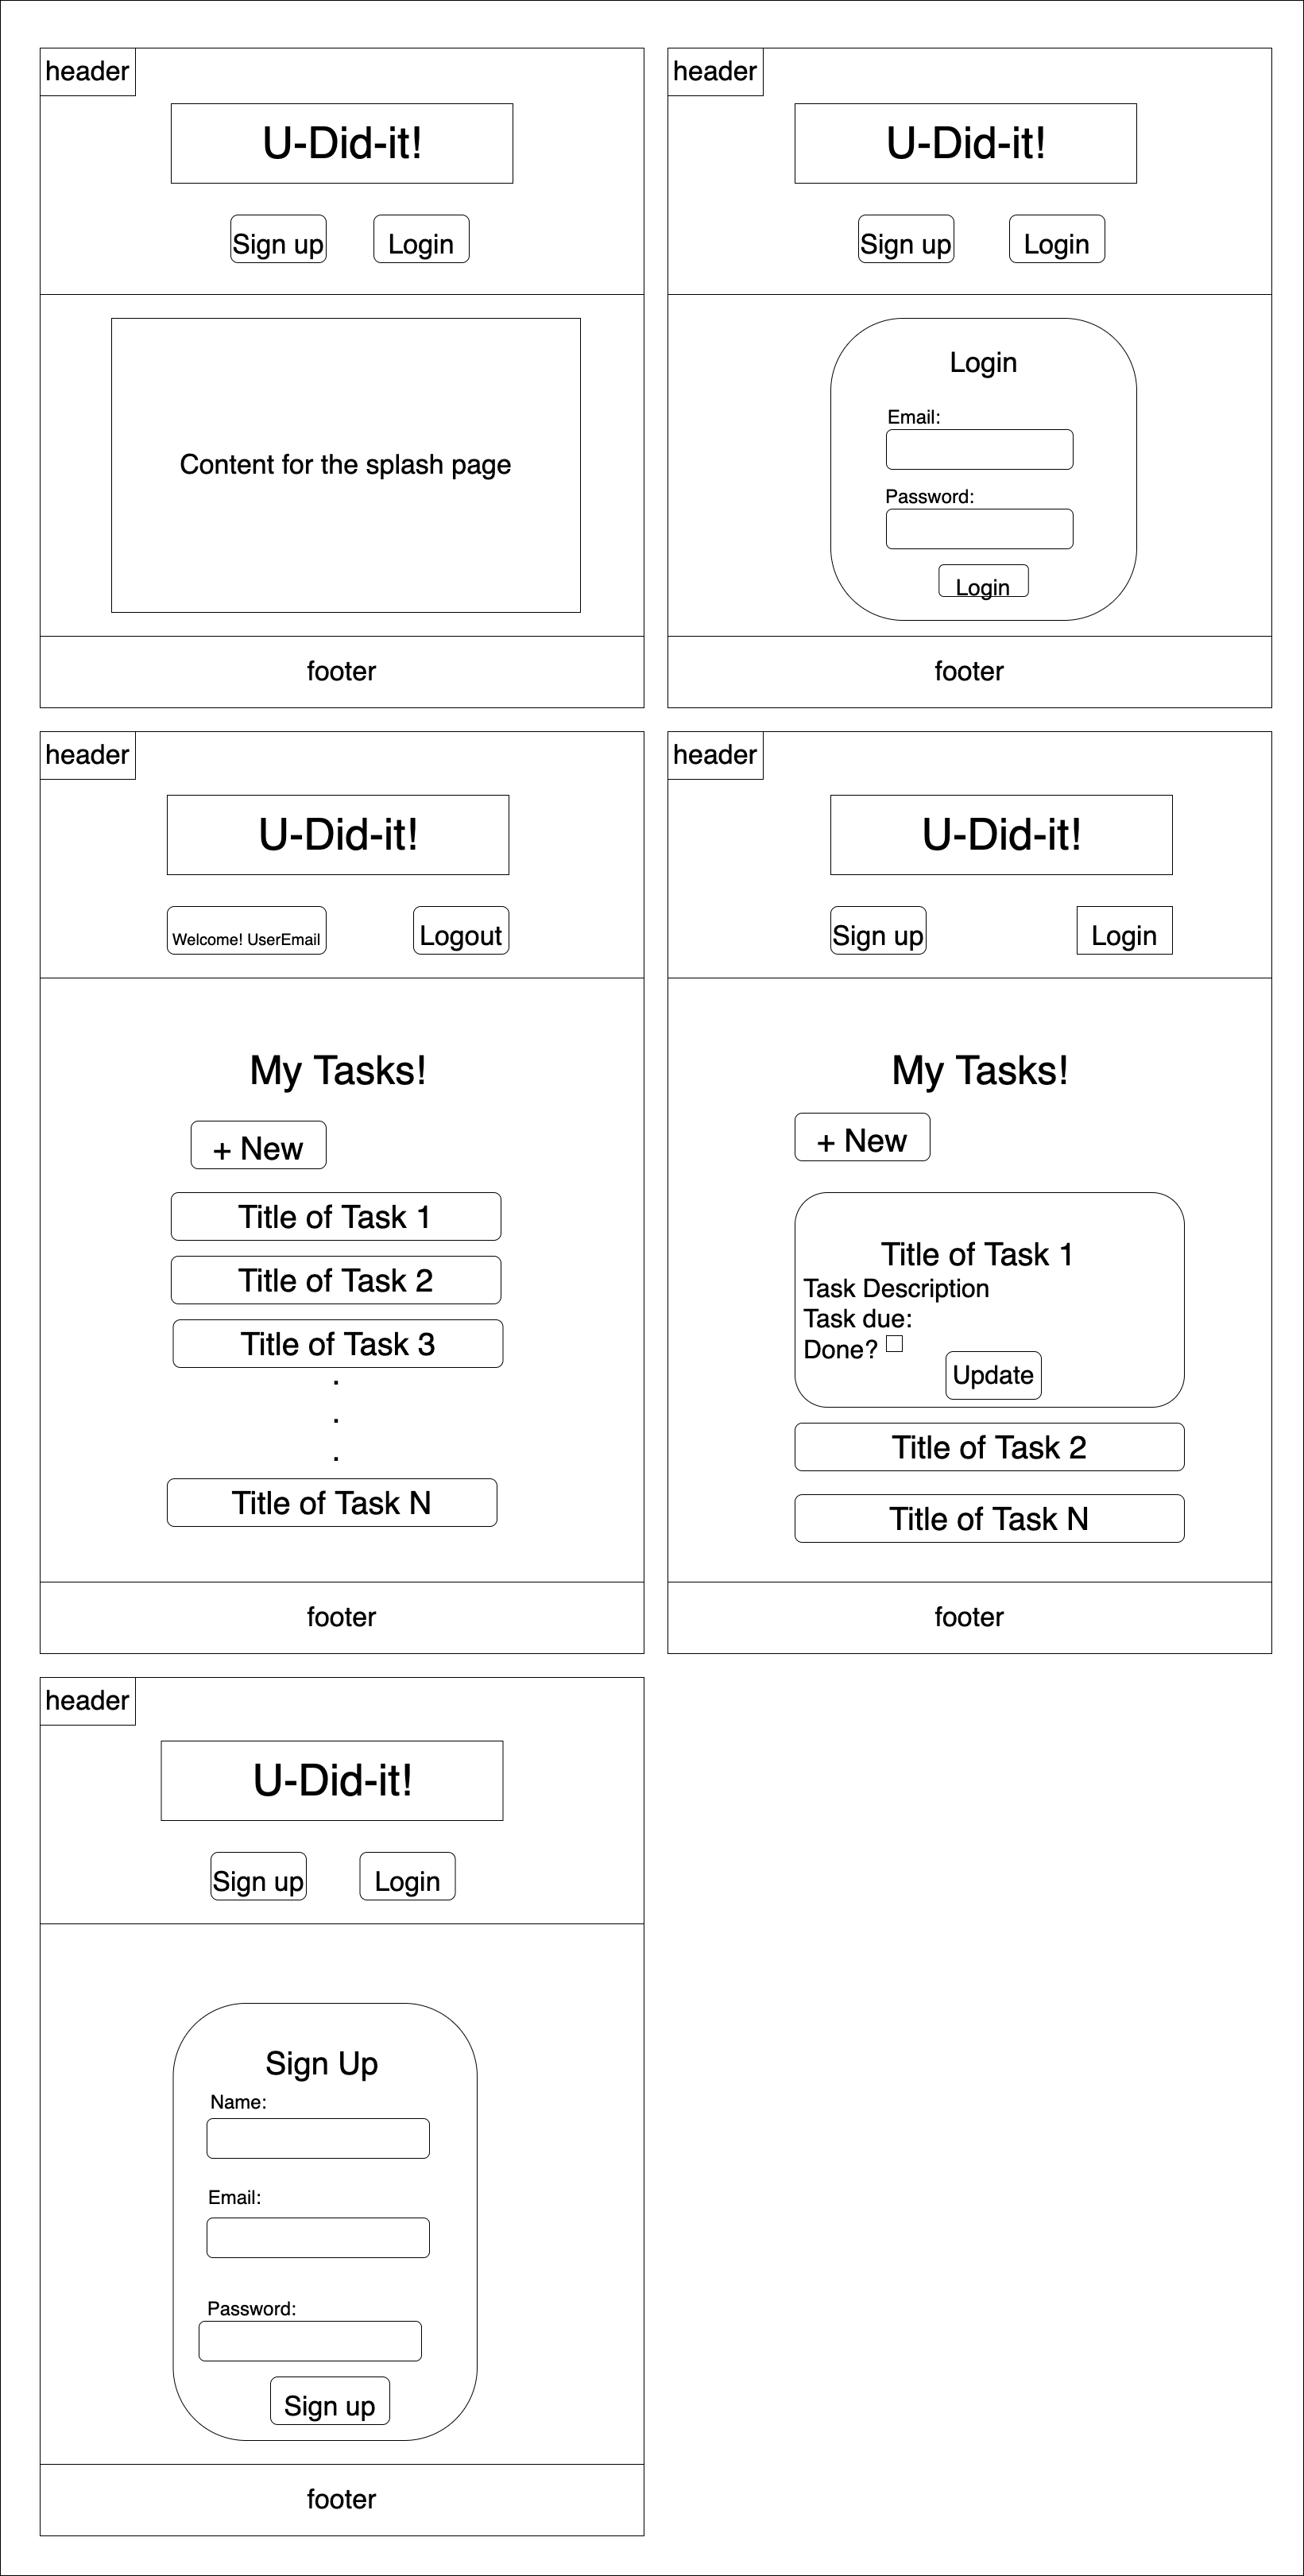 header
U-Did-it!
Sign up
Login
Content for the splash page
footer
header
U-Did-it!
Sign up
Login
Login
Email:
Password:
Login
footer
header
U-Did-it!
Welcome! UserEmail
Logout
My Tasks!
+ New
Title of Task 1
Title of Task 2
Title of Task 3
.
.
.
Title of Task N
footer
header
U-Did-it!
Sign up
Login
My Tasks!
+ New
Title of Task 1
Task Description
Task due:
Done?
Update
Title of Task 2
Title of Task N
footer
header
U-Did-it!
Sign up
Login
Sign Up
Name:
Email:
Password:
Sign up
footer